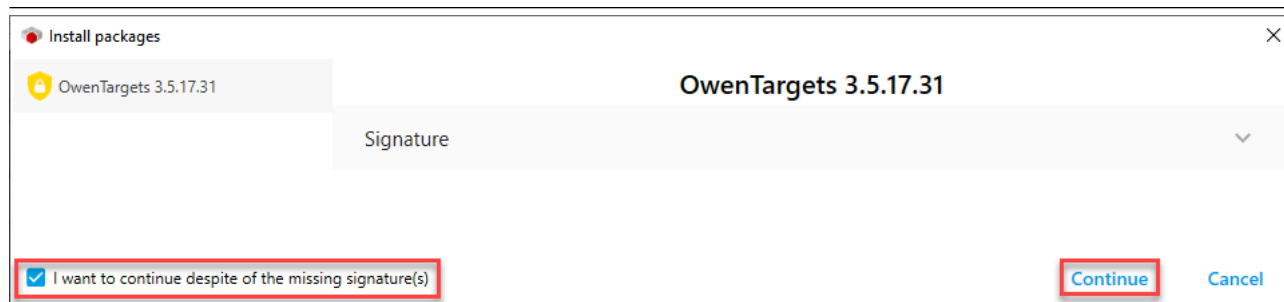 Install packages
OwenTargets 3.5.17.31
OwenTargets 3.5.17.31
Signature
I want to continue despite of the missing signature(s)
Continue
Cancel